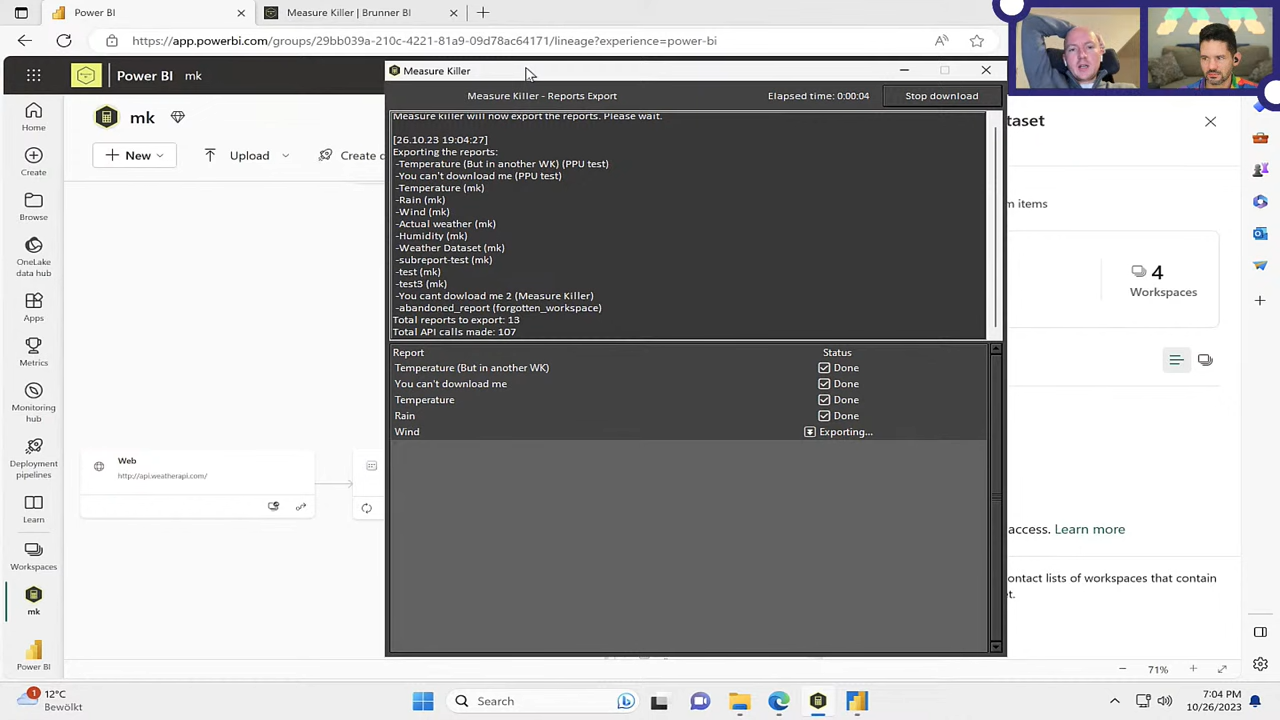 Power BI
Measure Killer | Brunner BI
https://app.powerbi.com/groups/29bb039a-210c-4221-81a9-09d78ac64171/lineage?experience=power-bi
Power BI mk
Measure Killer
Measure Killer - Reports Export
Elapsed time: 0:00:04
Stop download
mk
New
Upload
Create d
Home
Create
Browse
OneLake
data hub
Apps
Metrics
Monitoring
hub
Deployment
pipelines
Learn
Workspaces
mk
Power BI
Web
http://api.weatherapi.com/
Measure killer will now export the reports. Please wait.
[26.10.23 19:04:27]
Exporting the reports:
-Temperature (But in another WK) (PPU test)
-You can't download me (PPU test)
-Temperature (mk)
-Rain (mk)
-Wind (mk)
-Actual weather (mk)
-Humidity (mk)
-Weather Dataset (mk)
-subreport-test (mk)
-test (mk)
-test3 (mk)
-You cant dowload me 2 (Measure Killer)
-abandoned_report (forgotten_workspace)
Total reports to export: 13
Total API calls made: 107
Report Status
Temperature (But in another WK) Done
You can't download me Done
Temperature Done
Rain Done
Wind Exporting...
taset
m items
4
Workspaces
access. Learn more
ontact lists of workspaces that contain
et.
71%
1
12°C
Bewölkt
Search
7:04 PM
10/26/2023